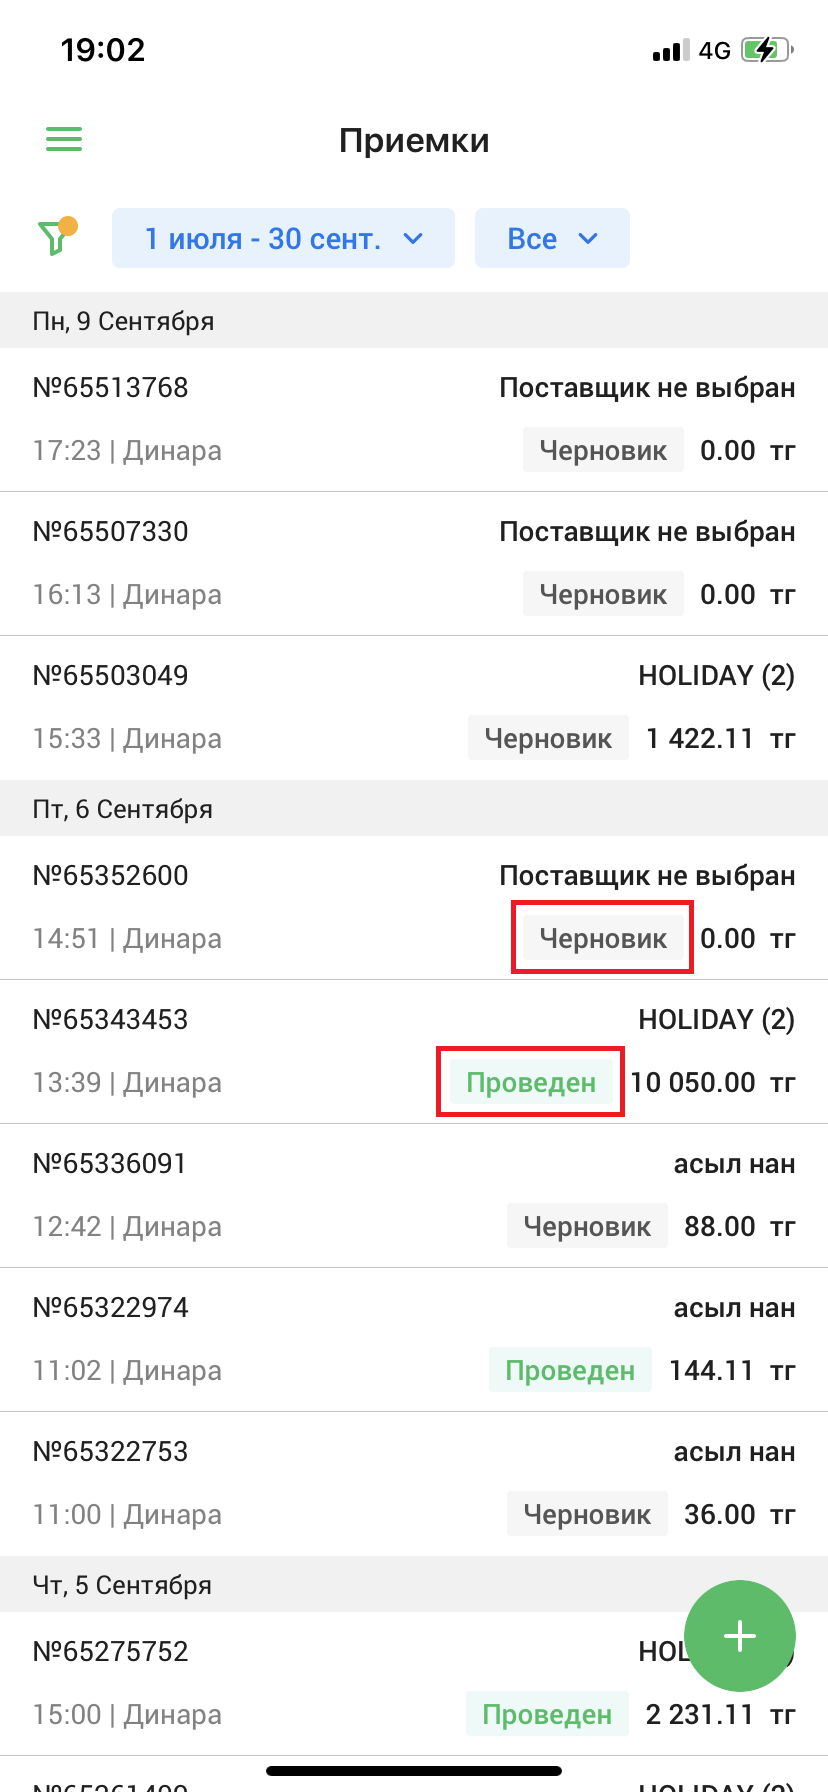 19:02 4G
Приемки
1 июля - 30 сент. Все
Пн, 9 Сентября
№65513768 Поставщик не выбран
17:23 | Динара Черновик 0.00 тг
№65507330 Поставщик не выбран
16:13 | Динара Черновик 0.00 тг
№65503049 HOLIDAY (2)
15:33 | Динара Черновик 1 422.11 тг
Пт, 6 Сентября
№65352600 Поставщик не выбран
14:51 | Динара Черновик 0.00 тг
№65343453 HOLIDAY (2)
13:39 | Динара Проведен 10 050.00 тг
№65336091 асыл нан
12:42 | Динара Черновик 88.00 тг
№65322974 асыл нан
11:02 | Динара Проведен 144.11 тг
№65322753 асыл нан
11:00 | Динара Черновик 36.00 тг
Чт, 5 Сентября
№65275752
15:00 | Динара Проведен 2 231.11 тг